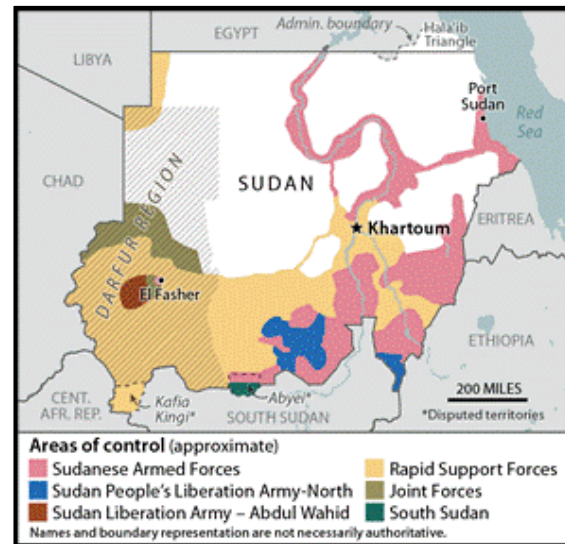 EGYPT
Admin. boundary
Hala'ib
Triangle
LIBYA
Port
Sudan
Red
Sea
CHAD
SUDAN
DARFUR REGION
Khartoum
ERITREA
El Fasher
ETHIOPIA
CENT.
AFR. REP.
Kafia
Kingi*
Abyei*
SOUTH SUDAN
200 MILES
*Disputed territories
Areas of control (approximate)
Sudanese Armed Forces
Rapid Support Forces
Sudan People's Liberation Army-North
Joint Forces
Sudan Liberation Army – Abdul Wahid
South Sudan
Names and boundary representation are not necessarily authoritative.